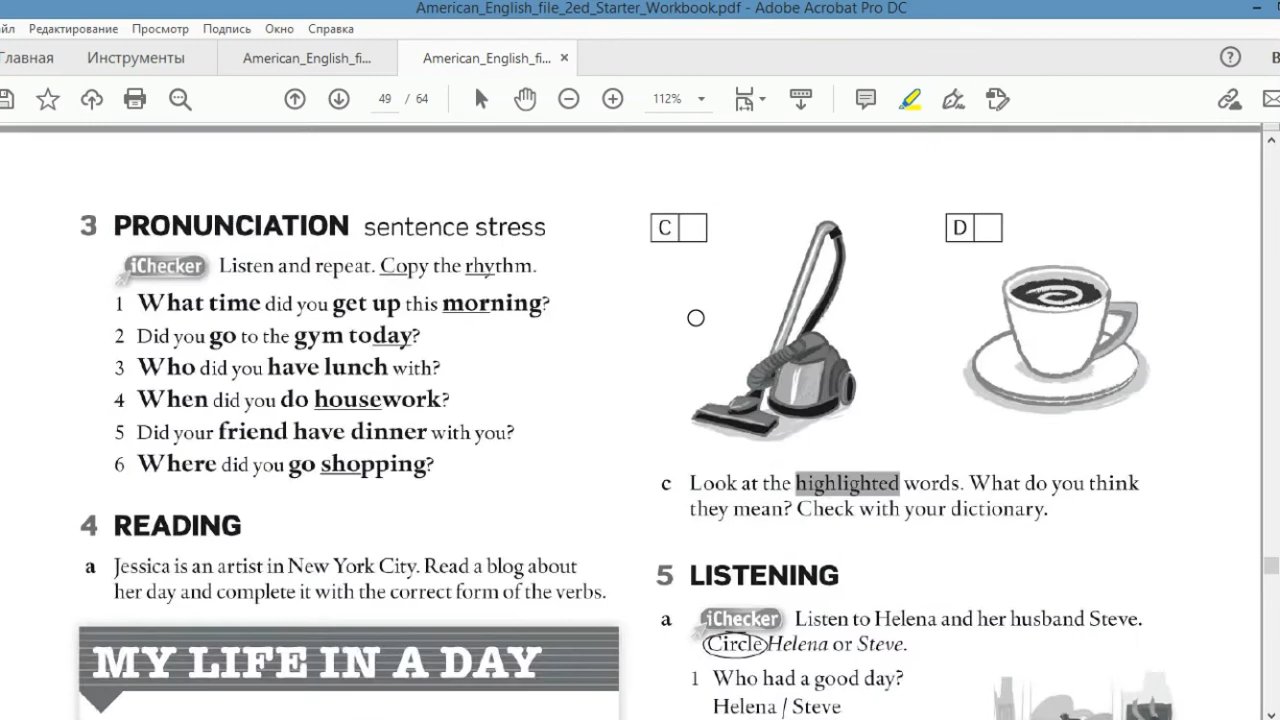 American_English_file_2ed_Starter_Workbook.pdf - Adobe Acrobat Pro DC
йл Редактирование Просмотр Подпись Окно Справка
Главная Инструменты American_English_fi... American_English_fi... ×
49 / 64 112%
3 PRONUNCIATION sentence stress
iChecker Listen and repeat. Copy the rhythm.
1 What time did you get up this morning?
2 Did you go to the gym today?
3 Who did you have lunch with?
4 When did you do housework?
5 Did your friend have dinner with you?
6 Where did you go shopping?
4 READING
a Jessica is an artist in New York City. Read a blog about
her day and complete it with the correct form of the verbs.
MY LIFE IN A DAY
C
D
c Look at the highlighted words. What do you think
they mean? Check with your dictionary.
5 LISTENING
a iChecker Listen to Helena and her husband Steve.
Circle Helena or Steve.
1 Who had a good day?
Helena / Steve